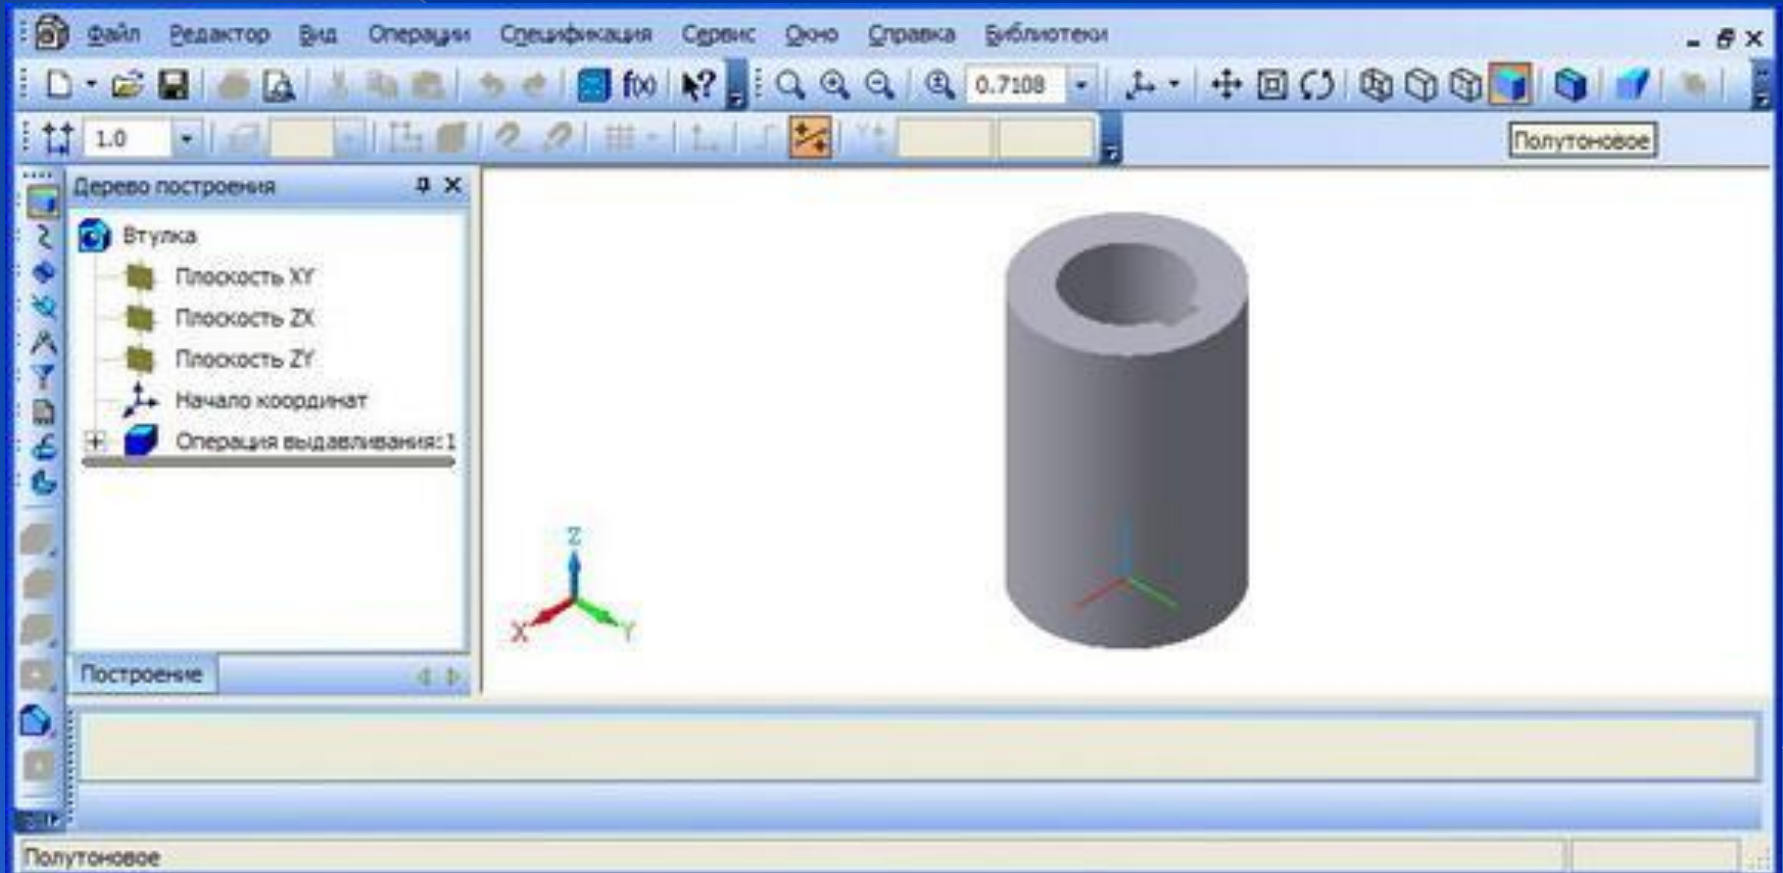 Файл Редактор Вид Операции Спецификация Сервис Окно Справка Библиотеки
f(x) 0.7108
1.0
Полутоновое
Дерево построения
Втулка
Плоскость XY
Плоскость ZX
Плоскость ZY
Начало координат
Операция выдавливания:1
Z
X Y
Построение
Полутоновое